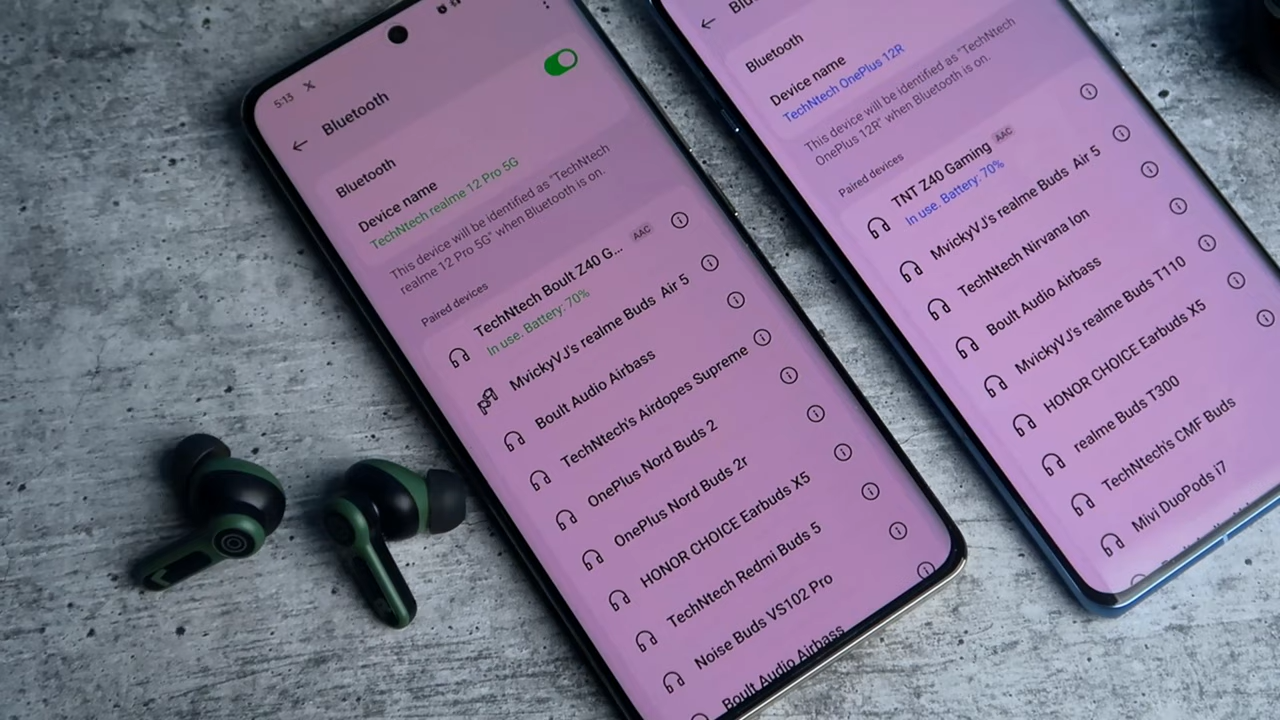 5:13
Bluetooth
Bluetooth
Device name
TechNtech realme 12 Pro 5G
This device will be identified as "TechNtech
realme 12 Pro 5G" when Bluetooth is on.
Paired devices
TechNtech Boult Z40 G... AAC
In use. Battery: 70%
MvickyVJ's realme Buds Air 5
Boult Audio Airbass
TechNtech's Airdopes Supreme
OnePlus Nord Buds 2
OnePlus Nord Buds 2r
HONOR CHOICE Earbuds X5
TechNtech Redmi Buds 5
Noise Buds VS102 Pro
Boult Audio Airbass
Bluetooth
Device name
TechNtech OnePlus 12R
This device will be identified as "TechNtech
OnePlus 12R" when Bluetooth is on.
Paired devices
TNT Z40 Gaming AAC
In use. Battery: 70%
MvickyVJ's realme Buds Air 5
TechNtech Nirvana Ion
Boult Audio Airbass
MvickyVJ's realme Buds T110
HONOR CHOICE Earbuds X5
realme Buds T300
TechNtech's CMF Buds
Mivi DuoPods i7